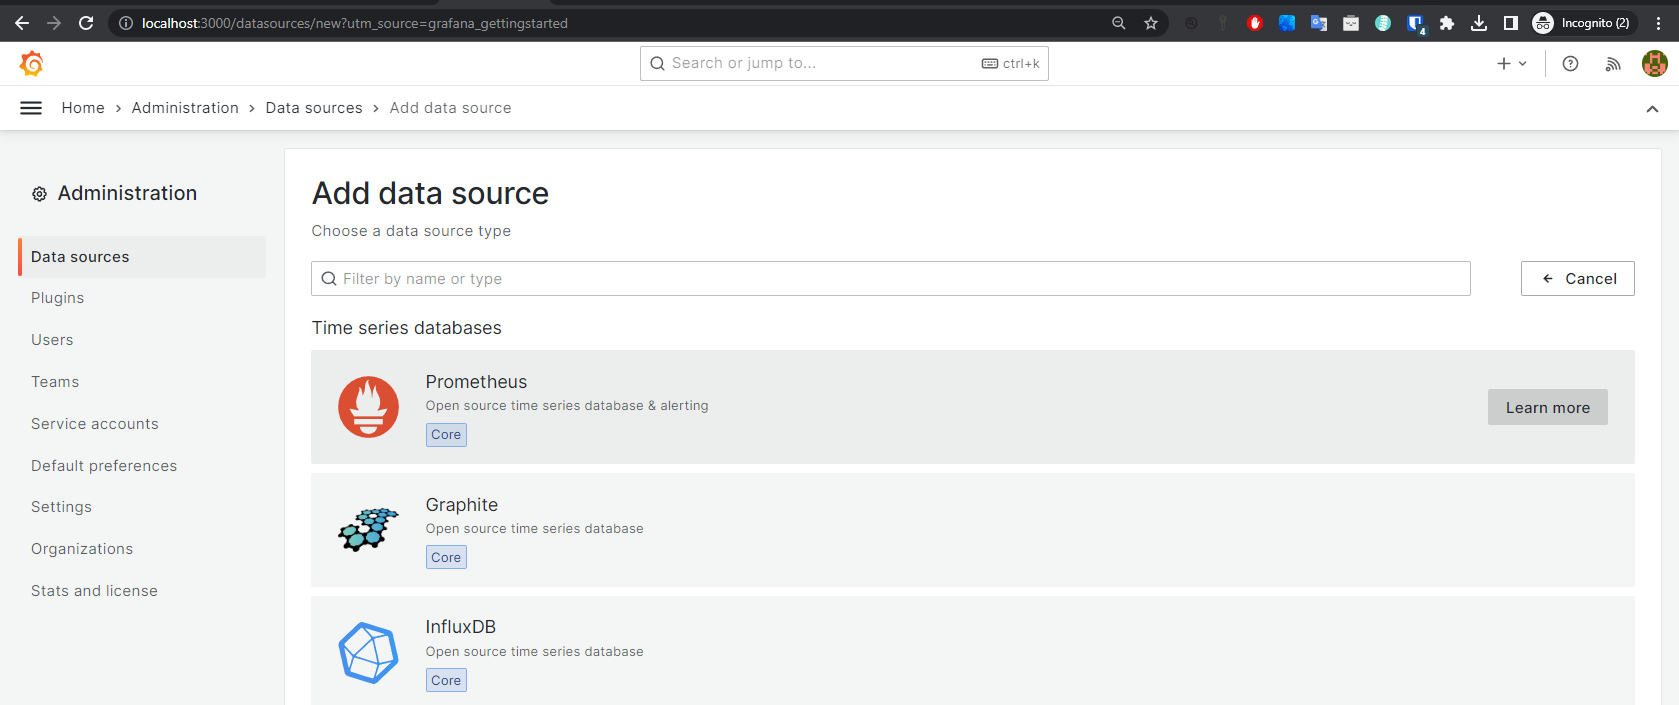 localhost:3000/datasources/new?utm_source=grafana_gettingstarted
4
Incognito (2)
Search or jump to...
ctrl+k
Home > Administration > Data sources > Add data source
Administration
Data sources
Plugins
Users
Teams
Service accounts
Default preferences
Settings
Organizations
Stats and license
Add data source
Choose a data source type
Filter by name or type
Cancel
Time series databases
Prometheus
Open source time series database & alerting
Core
Learn more
Graphite
Open source time series database
Core
InfluxDB
Open source time series database
Core